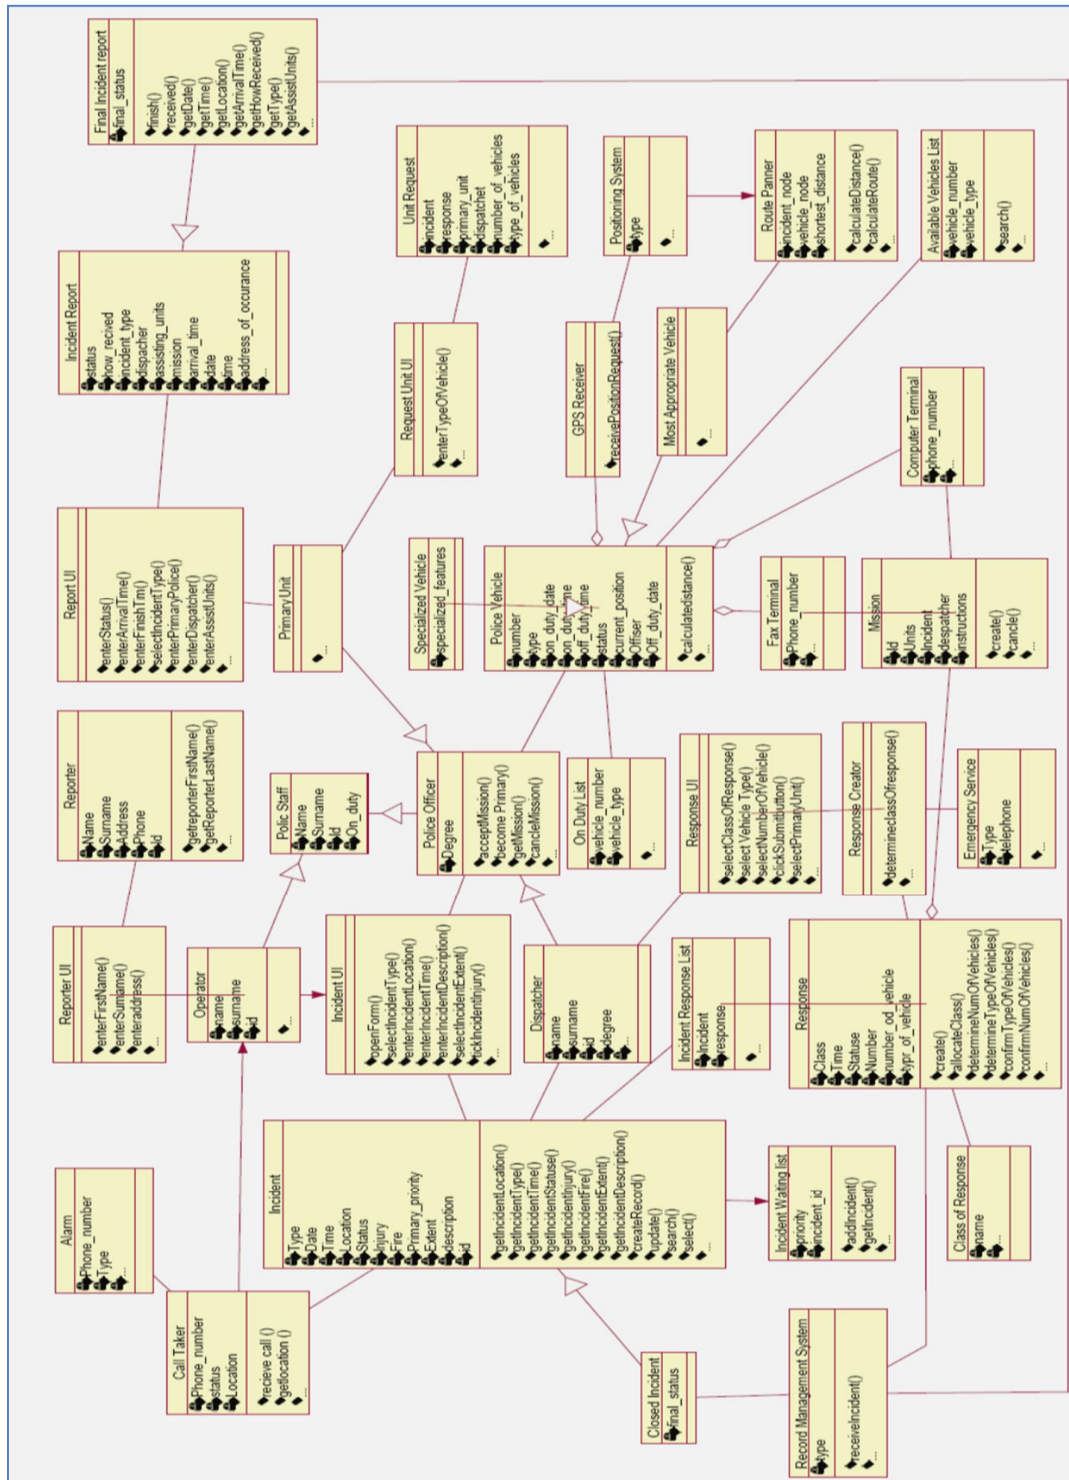 Alarm
Phone_number
Type
...
Call Taker
Phone_number
status
Location
recieve call ()
getlocation ()
...
Reporter UI
enterFirstName()
enterSurname()
enteraddress()
...
Reporter
Name
Surname
Address
Phone
Id
getreporterFirstName()
getReporterLastName()
...
Report UI
enterStatus()
enterArrivalTime()
enterFinishTm()
selectIncidentType()
enterPrimaryPolice()
enterDispatcher()
enterAssistUnits()
...
Incident Report
status
how_recived
incident_type
dispacher
assisting_units
mission
arrival_time
date
time
address_of_occurance
...
Final Incident report
final_status
finish()
received()
getDate()
getTime()
getLocation()
getArrivalTime()
getHowReceived()
getType()
getAssistUnits()
...
Operator
name
surname
id
...
Polic Staff
Name
Surname
Id
On_duty
Primary Unit
...
Incident
Type
Date
Time
Location
Status
Injury
Fire
Primary_priority
Extent
description
id
getIncidentLocation()
getIncidentType()
getIncidentTime()
getIncidentStatuse()
getIncidentInjury()
getIncidentFire()
getIncidentExtent()
getIncidentDescription()
createRecord()
update()
search()
select()
...
Incident UI
openForm()
selectIncidentType()
enterIncidentLocation()
enterIncidentTime()
enterIncidentDescription()
selectIncidentExtent()
tickIncidentInjury()
...
Police Officer
Degree
acceptMission()
become Primary()
getMission()
cancleMission()
...
Request Unit UI
enterTypeOfVehicle()
...
Unit Request
incident
response
primary_unit
dispatchet
number_of_vehicles
type_of_vehicles
...
Specialized Vehicle
specialized_features
...
Police Vehicle
number
type
on_duty_date
on_duty_time
off_duty_time
status
current_position
Offiser
Off_duty_date
calculatedistance()
...
Dispatcher
name
surname
id
degree
...
On Duty List
vehicle_number
vehicle_type
...
GPS Receiver
receivePositionRequest()
...
Positioning System
type
...
Most Appropriate Vehicle
...
Route Panner
incident_node
vehicle_node
shortest_distance
calculateDistance()
calculateRoute()
...
Closed Incident
final_status
Incident Response List
Incident
response
...
Response UI
selectClassOfResponse()
select Vehicle Type()
selectNumberOfVehicle()
clickSubmitbutton()
selectPrimaryUnit()
...
Fax Terminal
Phone_number
...
Available Vehicles List
vehicle_number
vehicle_type
search()
...
Incident Wating list
priority
incident_id
addIncident()
getIncident()
...
Response
Class
Time
Statuse
Number
number_od_vehicle
typr_of_vehicle
create()
allocateClass()
determineNumOfVehicles()
determineTypeOfVehicles()
confirmTypeOfVehicles()
confirmNumOfVehicles()
...
Response Creator
determineclassOfresponse()
...
Mission
Id
Units
Incident
despatcher
instructions
create()
cancle()
...
Computer Terminal
phone_number
...
Record Management System
type
receiveIncident()
...
Class of Response
name
...
Emergency Service
Type
telephone
...